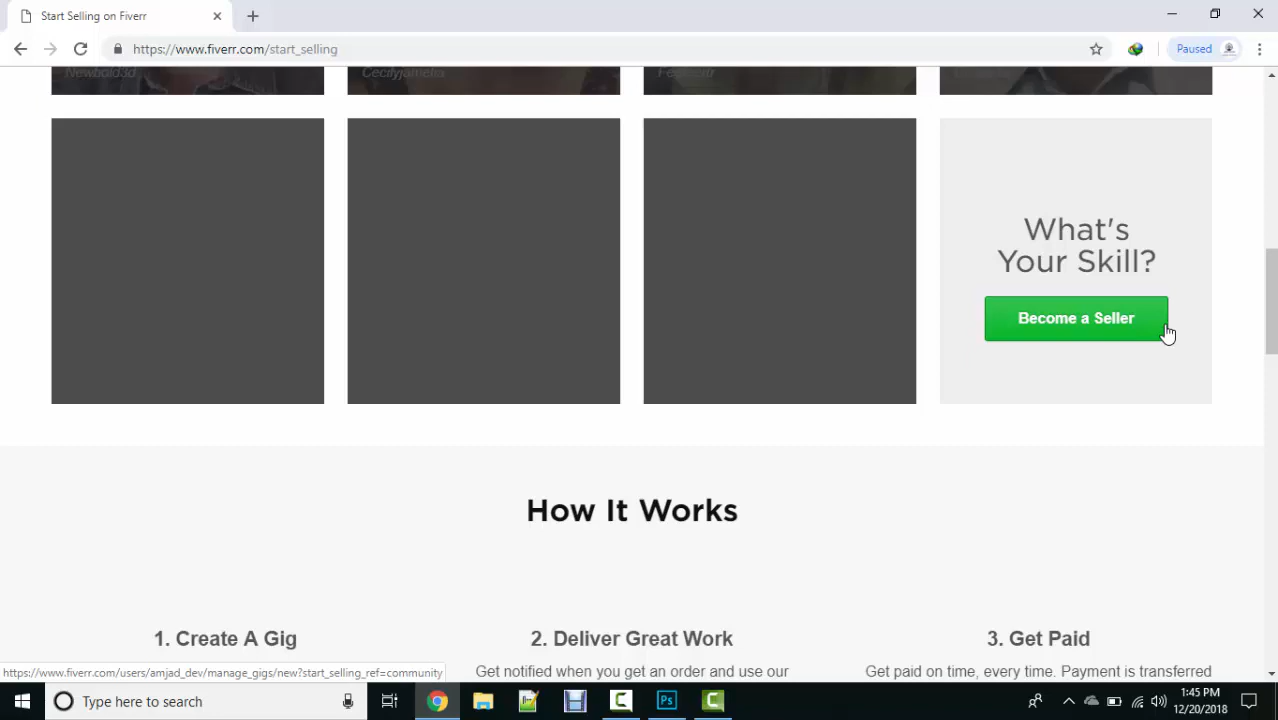 Start Selling on Fiverr
https://www.fiverr.com/start_selling
Paused
Newbold3d
Cecilyjametra
What's
Your Skill?
Become a Seller
How It Works
1. Create A Gig
2. Deliver Great Work
3. Get Paid
Get notified when you get an order and use our
Get paid on time, every time. Payment is transferred
https://www.fiverr.com/users/amjad_dev/manage_gigs/new?start_selling_ref=community
Type here to search
Ps
1:45 PM
12/20/2018